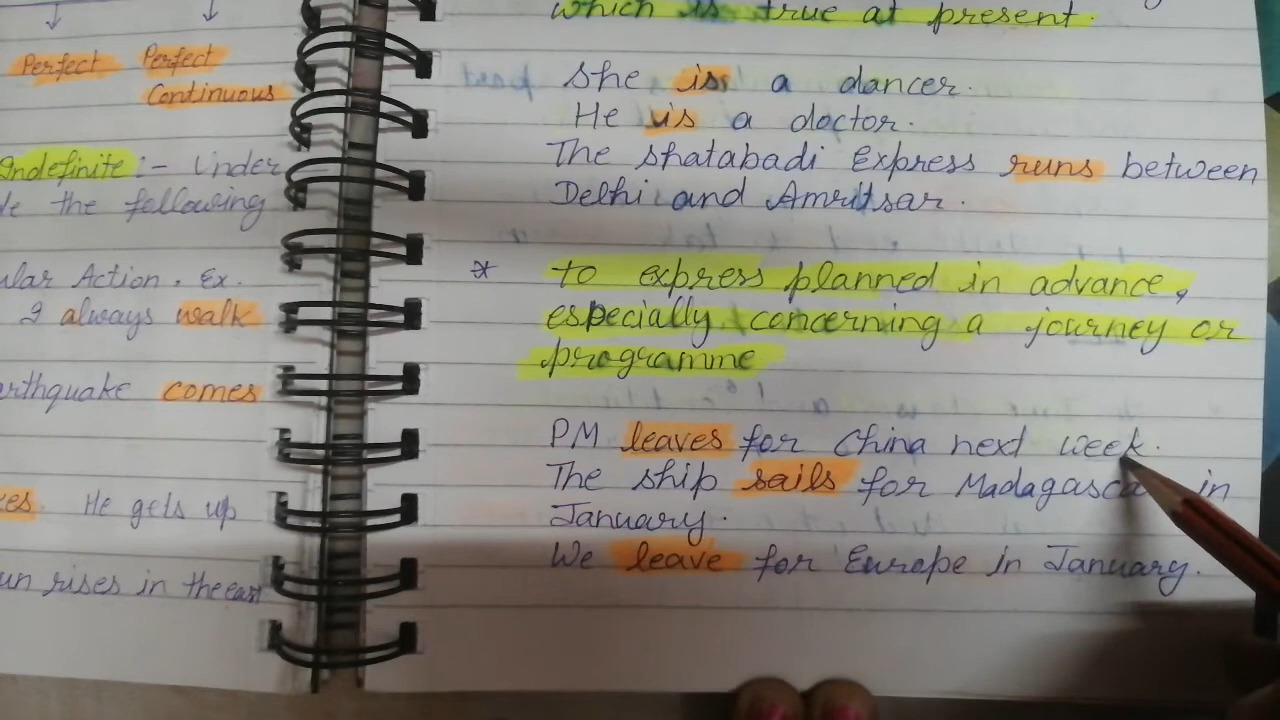 Perfect Perfect
Continuous
Indefinite :- Under
the following
Action. Ex.
I always walk
comes
He gets up
rises in the east
which is true at present.
She is a dancer.
He is a doctor.
The Shatabadi Express runs between
Delhi and Amritsar.
* to express planned in advance,
especially concerning a journey or
programme
PM leaves for China next week.
The ship sails for Madagascar in
January.
We leave for Europe in January.